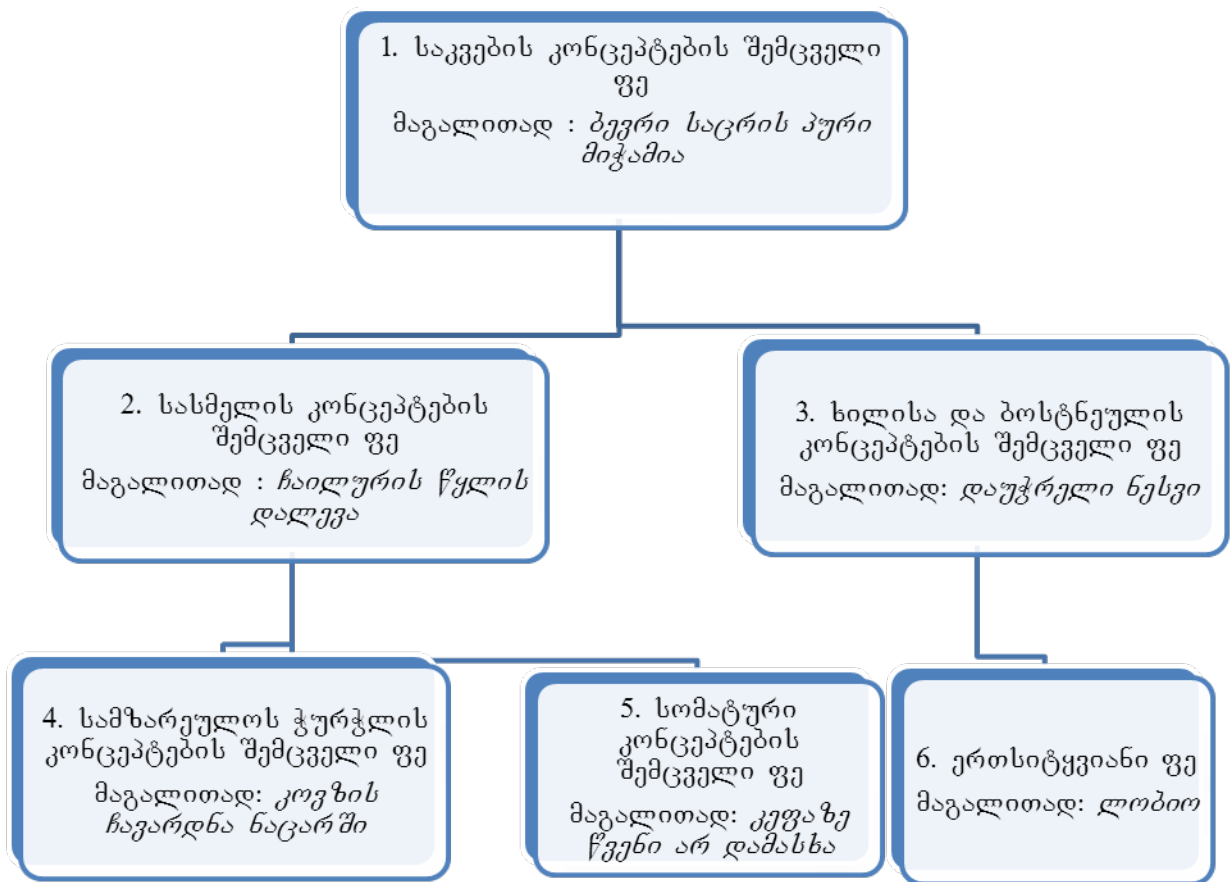 1. საკვების კონცეპტების შემცველი
ფე
მაგალითად : ბევრი საცრის პური
მიჭამია
2. სასმელის კონცეპტების
შემცველი ფე
მაგალითად : ჩაილურის წყლის
დალევა
3. ხილისა და ბოსტნეულის
კონცეპტების შემცველი ფე
მაგალითად: დაუჭრელი ნესვი
4. სამზარეულოს ჭურჭლის
კონცეპტების შემცველი ფე
მაგალითად: კოვზის
ჩავარდნა ნაცარში
5. სომატური
კონცეპტების
შემცველი ფე
მაგალითად: კეფაზე
წვენი არ დამასხა
6. ერთსიტყვიანი ფე
მაგალითად: ლობიო